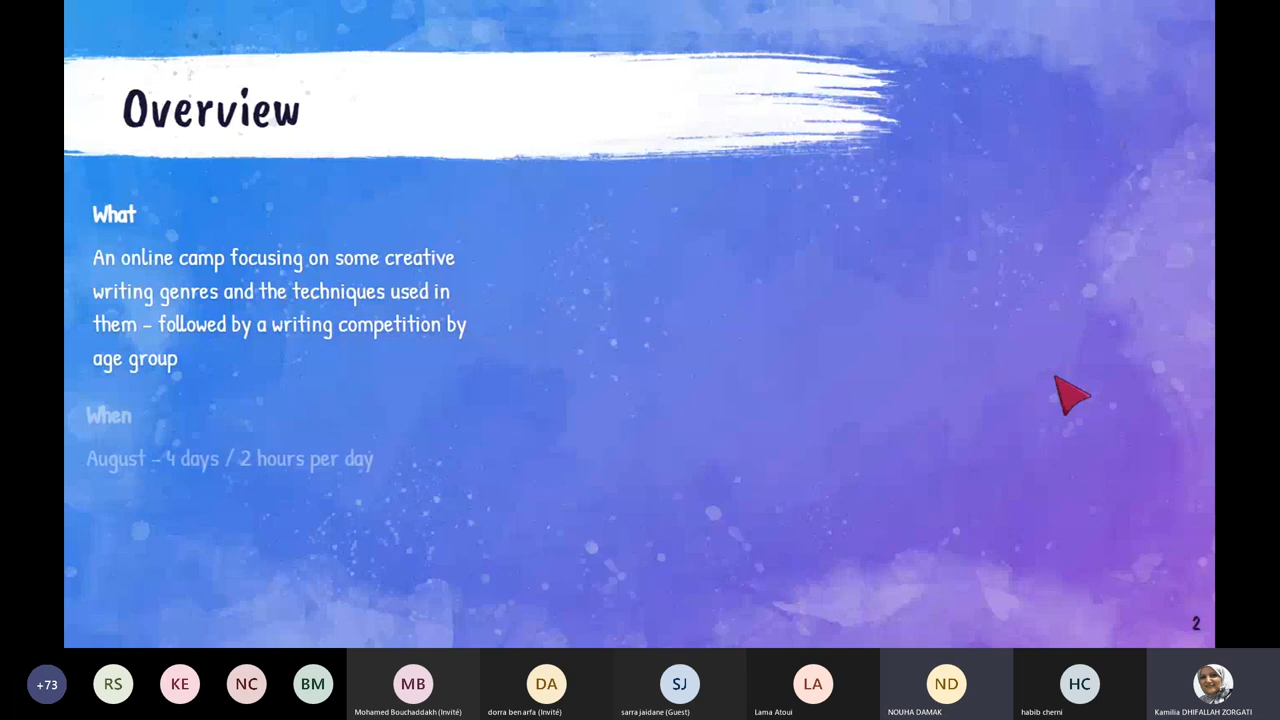 Overview
What
An online camp focusing on some creative
writing genres and the techniques used in
them – followed by a writing competition by
age group
When
August – 4 days / 2 hours per day
2
+73
RS
KE
NC
BM
MB
DA
SJ
LA
ND
HC
Mohamed Bouchaddakh (Invité)
dorra ben arfa (Invité)
sarra jaidane (Guest)
Lama Atoui
NOUHA DAMAK
habib cherni
Kamilia DHIFALLAH ZORGATI